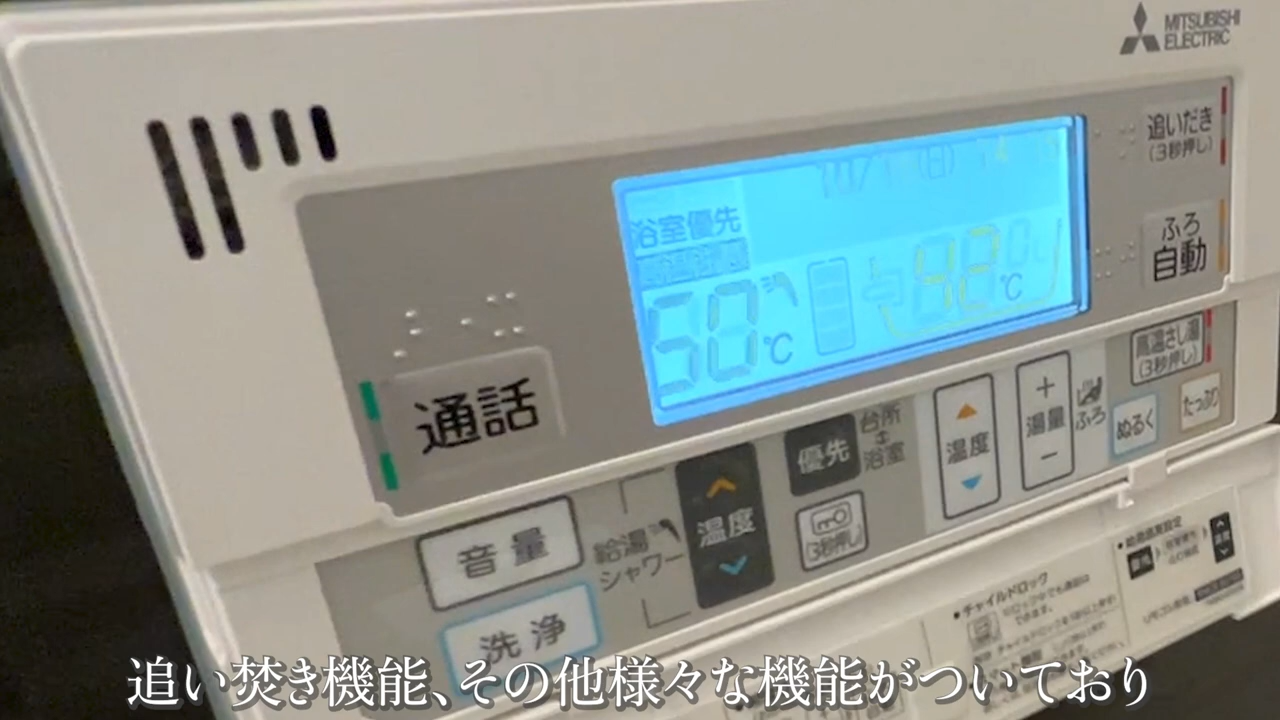 MITSUBISHI
ELECTRIC
追いだき
(3秒押し)
浴室優先
50℃
42℃
ふろ
自動
通話
高温さし湯
(3秒押し)
たっぷり
ぬるく
ふろ
+
湯量
−
温度
台所
浴室
優先
(3秒押し)
温度
給湯
シャワー
音量
洗浄
•チャイルドロック
追い焚き機能、その他様々な機能がついており